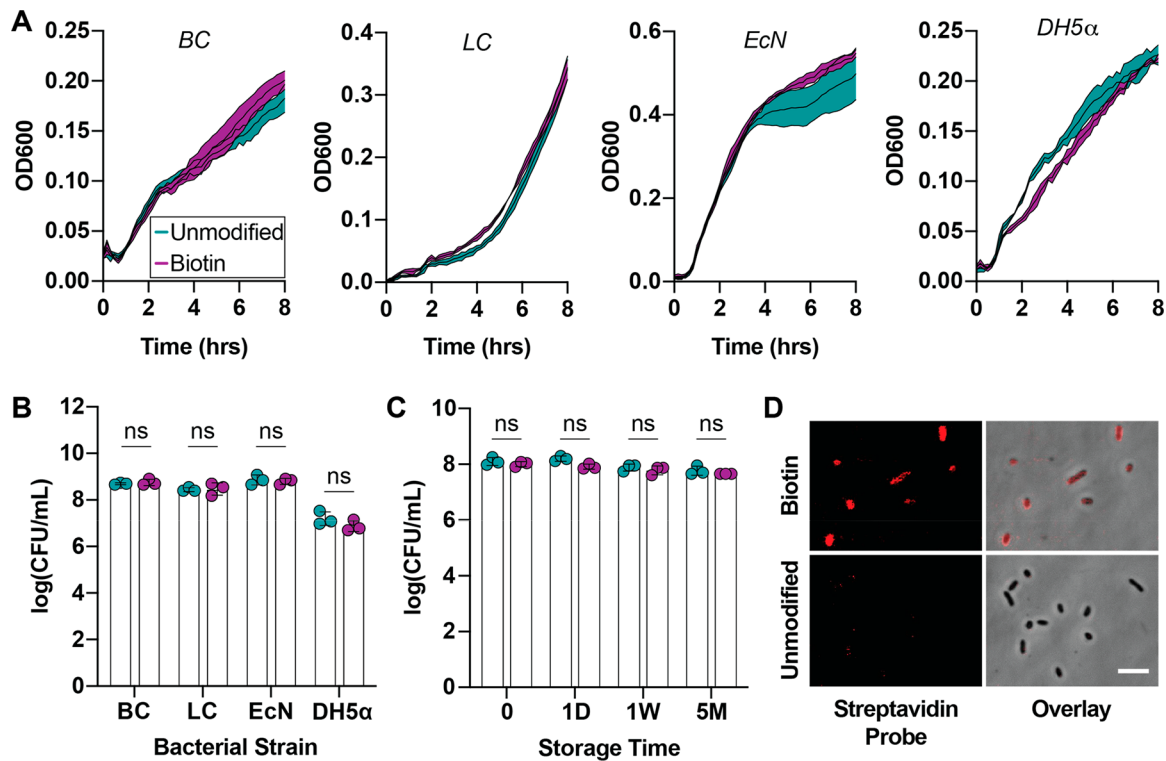 A
BC
LC
EcN
DH5α
0.25
0.20
0.15
0.10
0.05
0.00
OD600
Unmodified
Biotin
0 2 4 6 8
Time (hrs)
0.4
0.3
0.2
0.1
0.0
OD600
0 2 4 6 8
0.6
0.4
0.2
0.0
OD600
0 2 4 6 8
Time (hrs)
0.25
0.20
0.15
0.10
0.05
0.00
OD600
0 2 4 6 8
Time (hrs)
B
12
10
8
6
4
2
0
log(CFU/mL)
ns ns ns ns
BC LC EcN DH5α
Bacterial Strain
C
10
8
6
4
2
0
log(CFU/mL)
ns ns ns ns
0 1D 1W 5M
Storage Time
D
Biotin
Unmodified
Streptavidin
Probe
Overlay